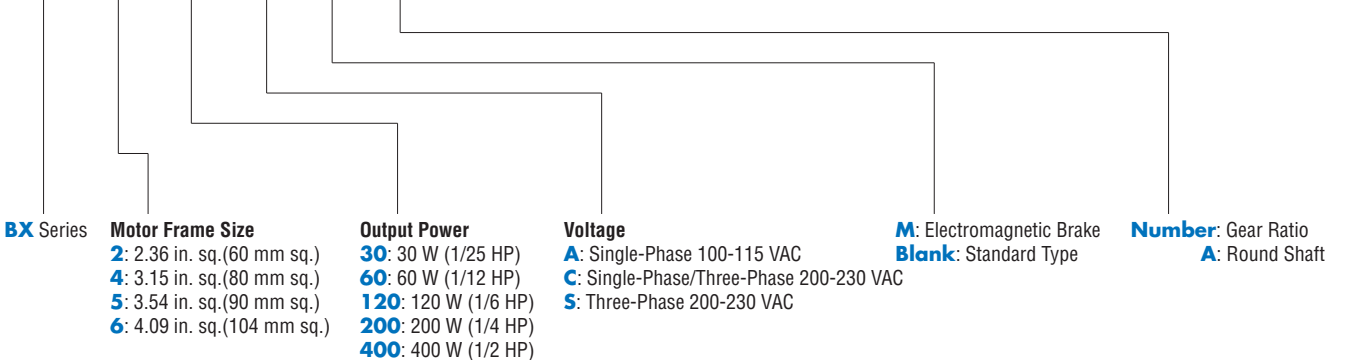 BX Series
Motor Frame Size
2: 2.36 in. sq.(60 mm sq.)
4: 3.15 in. sq.(80 mm sq.)
5: 3.54 in. sq.(90 mm sq.)
6: 4.09 in. sq.(104 mm sq.)
Output Power
30: 30 W (1/25 HP)
60: 60 W (1/12 HP)
120: 120 W (1/6 HP)
200: 200 W (1/4 HP)
400: 400 W (1/2 HP)
Voltage
A: Single-Phase 100-115 VAC
C: Single-Phase/Three-Phase 200-230 VAC
S: Three-Phase 200-230 VAC
M: Electromagnetic Brake
Blank: Standard Type
Number: Gear Ratio
A: Round Shaft